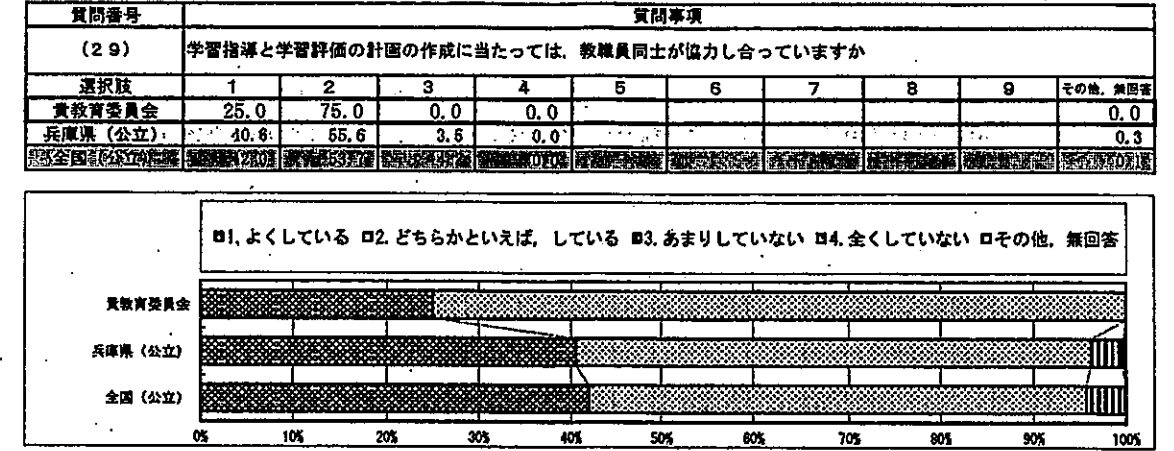 質問番号 質問事項
(29) 学習指導と学習評価の計画の作成に当たっては，教職員同士が協力し合っていますか
選択肢 1 2 3 4 5 6 7 8 9 その他，無回答
貴教育委員会 25.0 75.0 0.0 0.0 0.0
兵庫県（公立） 40.6 55.6 3.6 0.0 0.3
全国
1.よくしている 2.どちらかといえば，している 3.あまりしていない 4.全くしていない その他，無回答
貴教育委員会
兵庫県（公立）
全国（公立）
0% 10% 20% 30% 40% 50% 60% 70% 80% 90% 100%